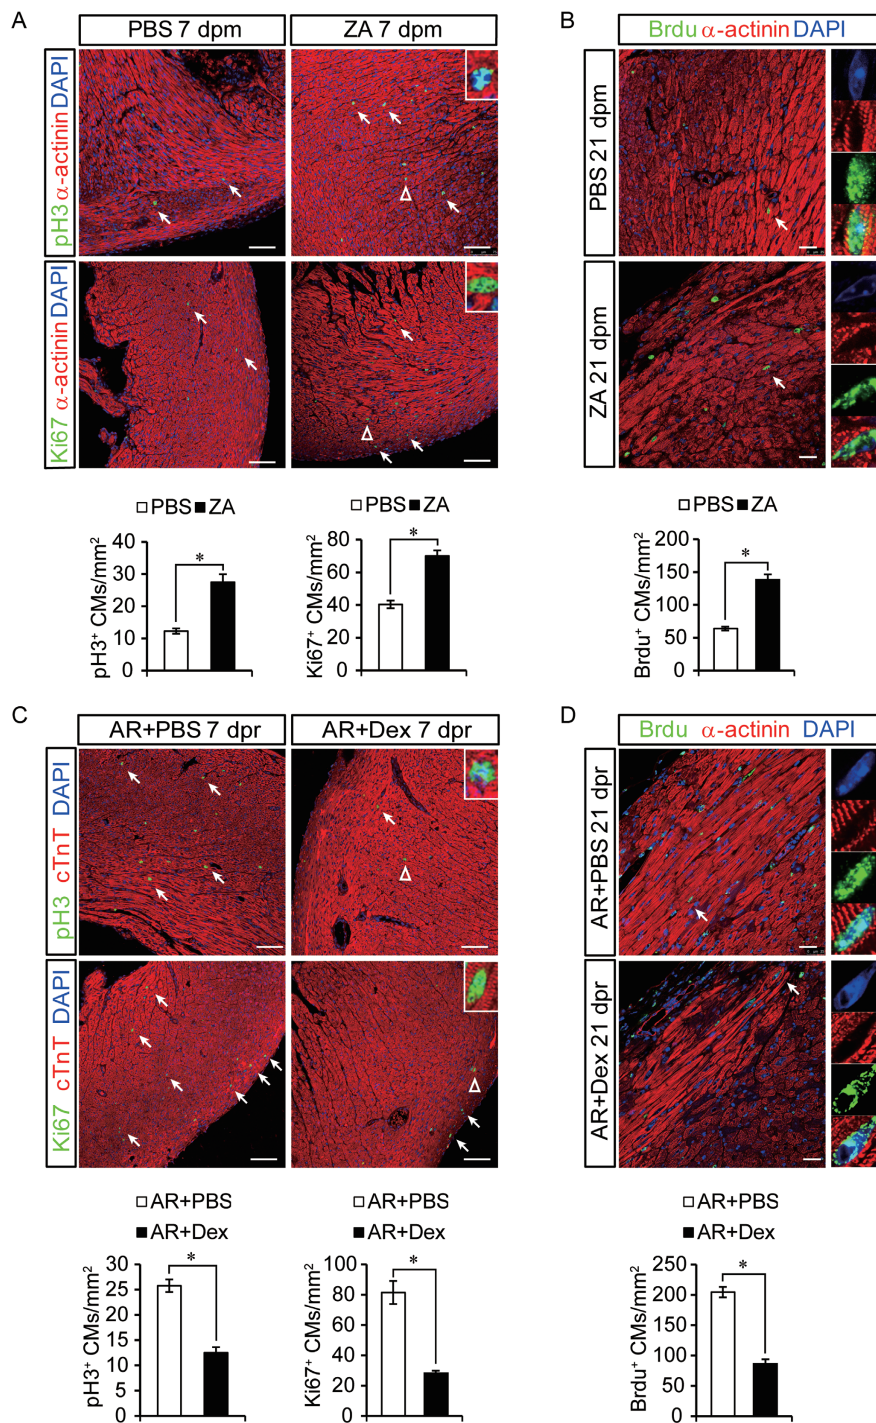 A
PBS 7 dpm
ZA 7 dpm
pH3 α-actinin DAPI
Ki67 α-actinin DAPI
B
Brdu α-actinin DAPI
PBS 21 dpm
ZA 21 dpm
PBS ZA
pH3⁺ CMs/mm²
40
30
20
10
0
*
PBS ZA
Ki67⁺ CMs/mm²
80
60
40
20
0
*
PBS ZA
Brdu⁺ CMs/mm²
200
150
100
50
0
*
C
AR+PBS 7 dpr
AR+Dex 7 dpr
pH3 cTnT DAPI
Ki67 cTnT DAPI
D
Brdu α-actinin DAPI
AR+PBS 21 dpr
AR+Dex 21 dpr
AR+PBS
AR+Dex
pH3⁺ CMs/mm²
30
25
20
15
10
5
0
*
AR+PBS
AR+Dex
Ki67⁺ CMs/mm²
100
80
60
40
20
0
*
AR+PBS
AR+Dex
Brdu⁺ CMs/mm²
250
200
150
100
50
0
*